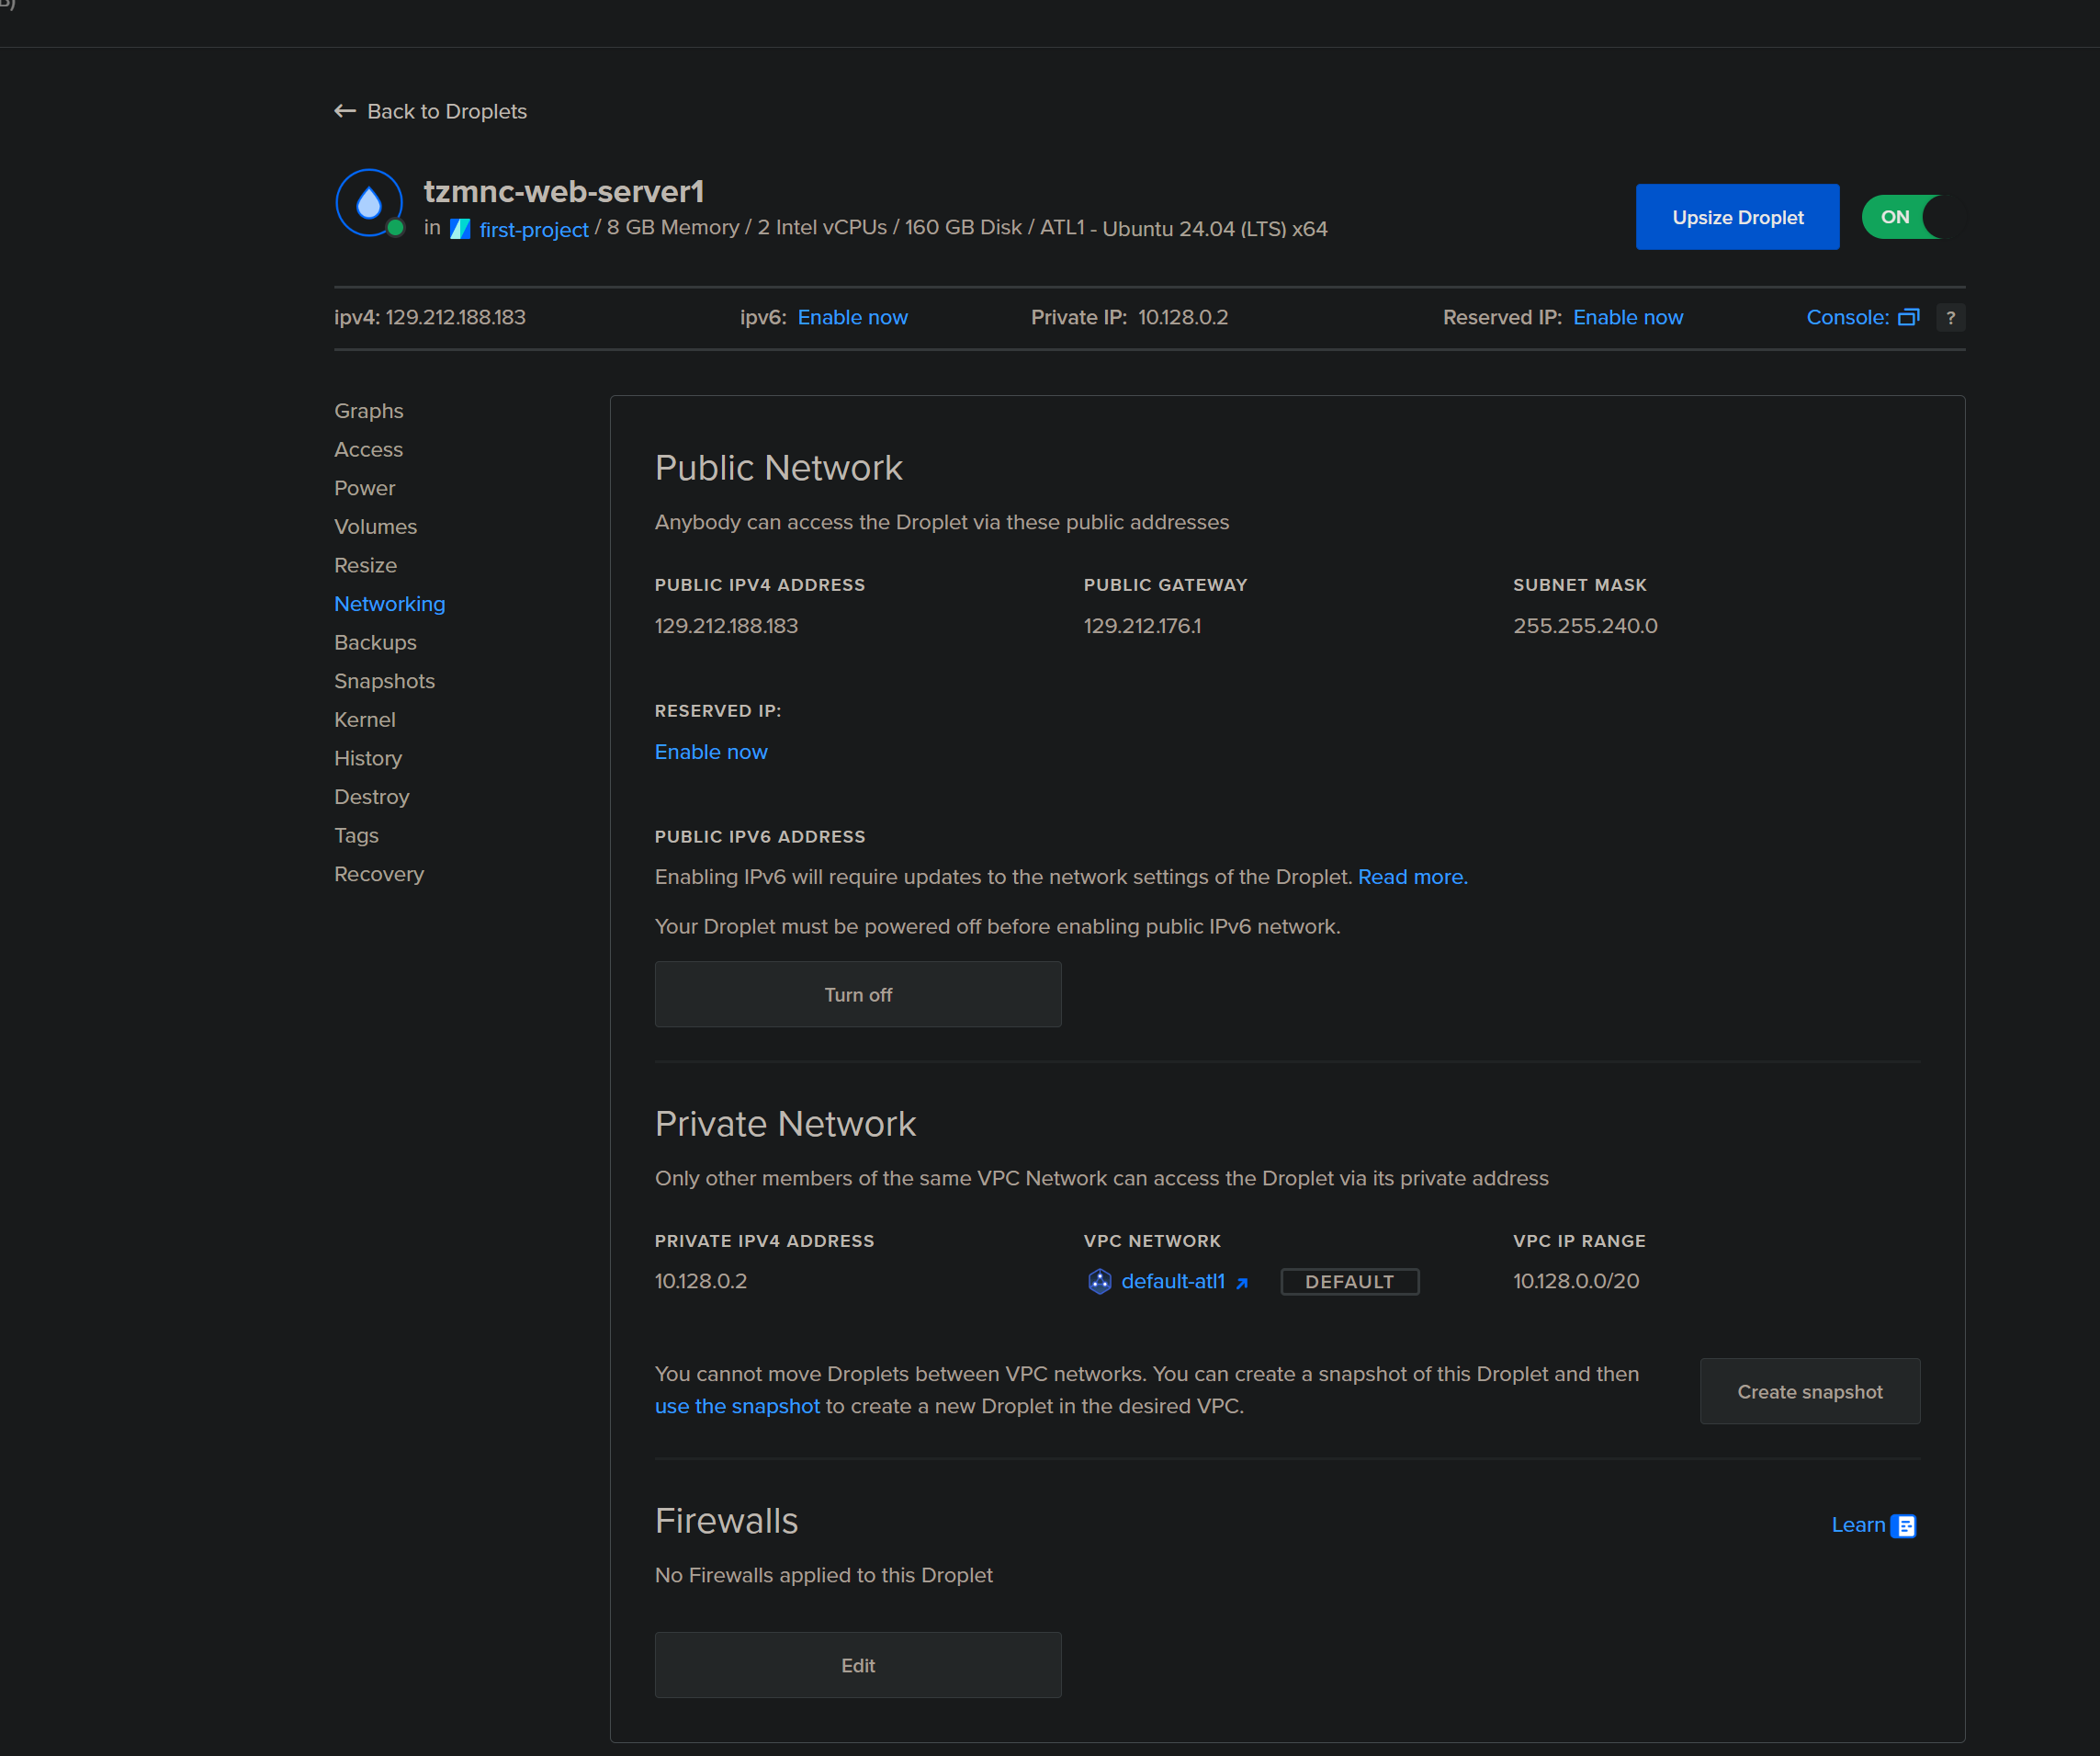 B)
Back to Droplets
tzmnc-web-server1
in first-project / 8 GB Memory / 2 Intel vCPUs / 160 GB Disk / ATL1 - Ubuntu 24.04 (LTS) x64
Upsize Droplet
ON
ipv4: 129.212.188.183
ipv6: Enable now
Private IP: 10.128.0.2
Reserved IP: Enable now
Console: ?
Graphs
Access
Power
Volumes
Resize
Networking
Backups
Snapshots
Kernel
History
Destroy
Tags
Recovery
Public Network
Anybody can access the Droplet via these public addresses
PUBLIC IPV4 ADDRESS
PUBLIC GATEWAY
SUBNET MASK
129.212.188.183
129.212.176.1
255.255.240.0
RESERVED IP:
Enable now
PUBLIC IPV6 ADDRESS
Enabling IPv6 will require updates to the network settings of the Droplet. Read more.
Your Droplet must be powered off before enabling public IPv6 network.
Turn off
Private Network
Only other members of the same VPC Network can access the Droplet via its private address
PRIVATE IPV4 ADDRESS
VPC NETWORK
VPC IP RANGE
10.128.0.2
default-atl1
DEFAULT
10.128.0.0/20
You cannot move Droplets between VPC networks. You can create a snapshot of this Droplet and then
use the snapshot to create a new Droplet in the desired VPC.
Create snapshot
Firewalls
Learn
No Firewalls applied to this Droplet
Edit